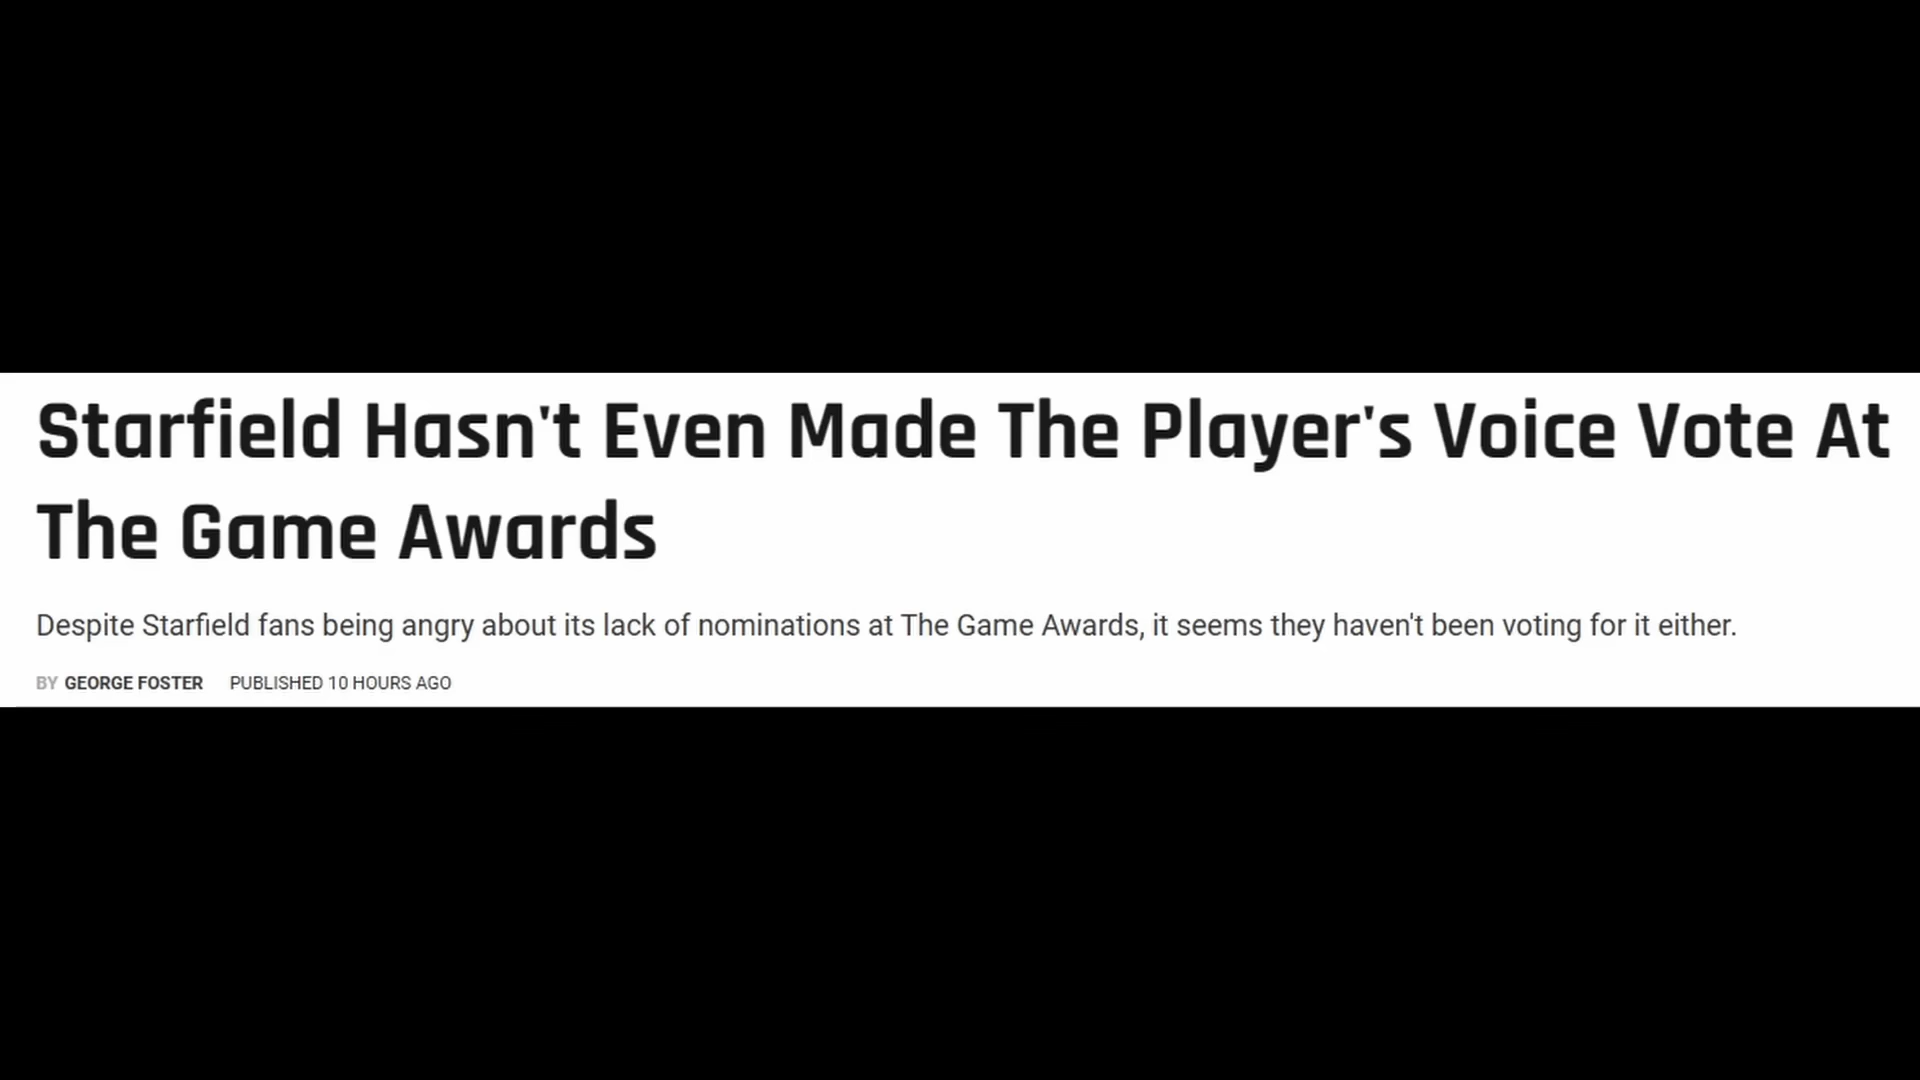 Starfield Hasn't Even Made The Player's Voice Vote At
The Game Awards
Despite Starfield fans being angry about its lack of nominations at The Game Awards, it seems they haven't been voting for it either.
BY GEORGE FOSTER PUBLISHED 10 HOURS AGO